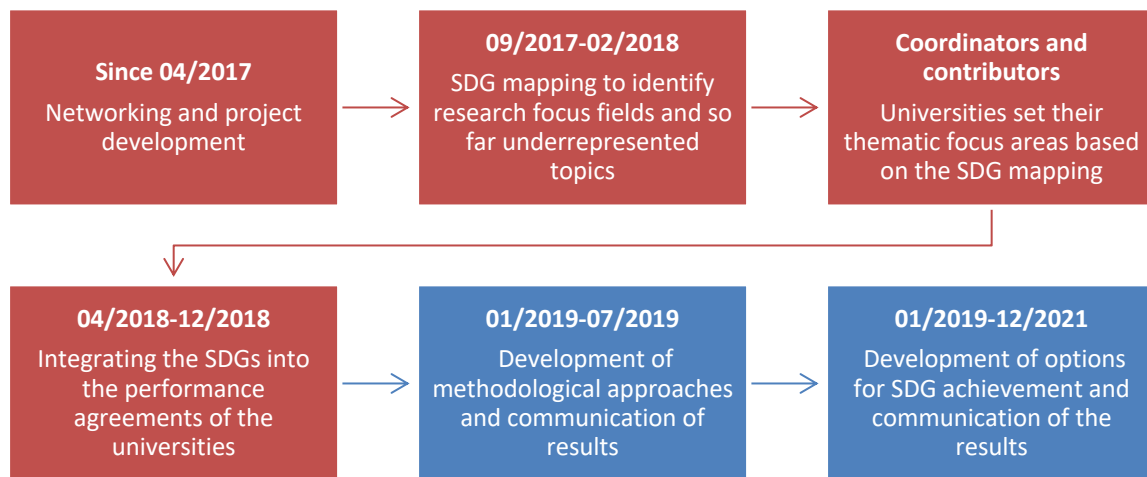 Since 04/2017
Networking and project
development
09/2017-02/2018
SDG mapping to identify
research focus fields and so
far underrepresented
topics
Coordinators and
contributors
Universities set their
thematic focus areas based
on the SDG mapping
04/2018-12/2018
Integrating the SDGs into
the performance
agreements of the
universities
01/2019-07/2019
Development of
methodological approaches
and communication of
results
01/2019-12/2021
Development of options
for SDG achievement and
communication of the
results